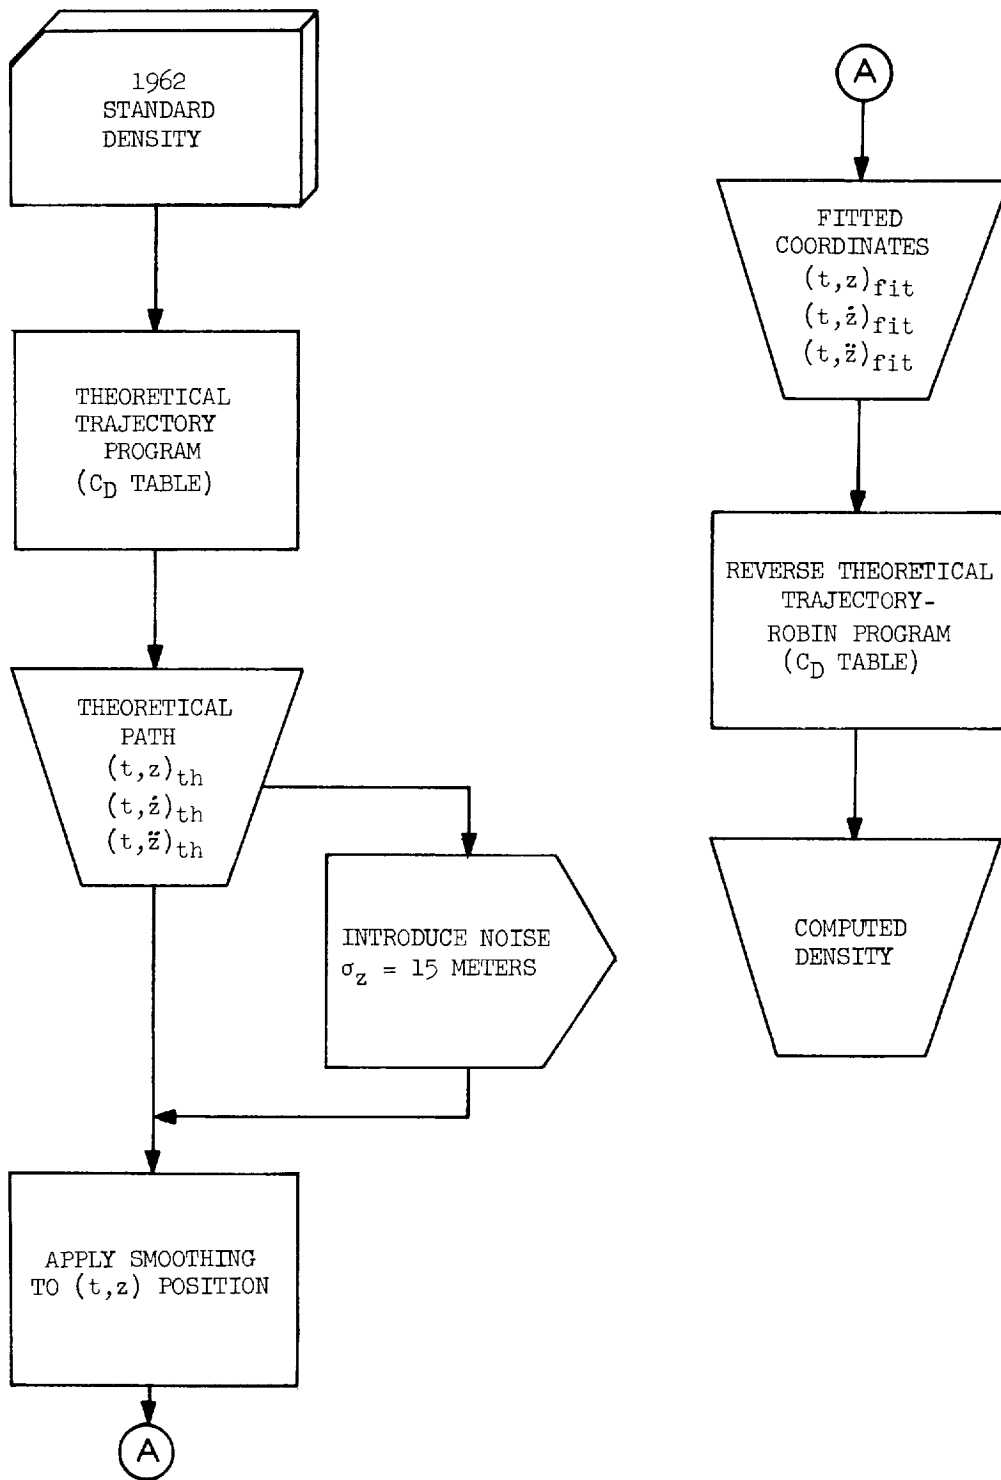 1962
STANDARD
DENSITY
THEORETICAL
TRAJECTORY
PROGRAM
(C_D TABLE)
THEORETICAL
PATH
(t,z)_th
(t,ż)_th
(t,z̈)_th
INTRODUCE NOISE
σ_z = 15 METERS
APPLY SMOOTHING
TO (t,z) POSITION
A
A
FITTED
COORDINATES
(t,z)_fit
(t,ż)_fit
(t,z̈)_fit
REVERSE THEORETICAL
TRAJECTORY-
ROBIN PROGRAM
(C_D TABLE)
COMPUTED
DENSITY